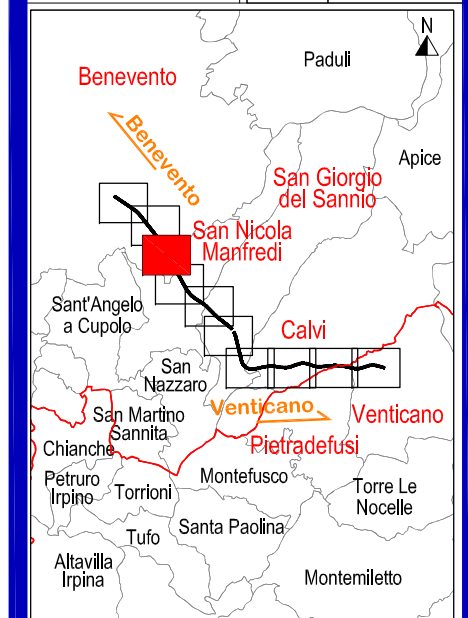 N
Paduli
Benevento
Benevento
Apice
San Giorgio
del Sannio
San Nicola
Manfredi
Sant'Angelo
a Cupolo
Calvi
San
Nazzaro
Venticano
Venticano
San Martino
Sannita
Pietradefusi
Chianche
Montefusco
Petruro
Irpino
Torrioni
Torre Le
Nocelle
Santa Paolina
Tufo
Altavilla
Irpina
Montemiletto